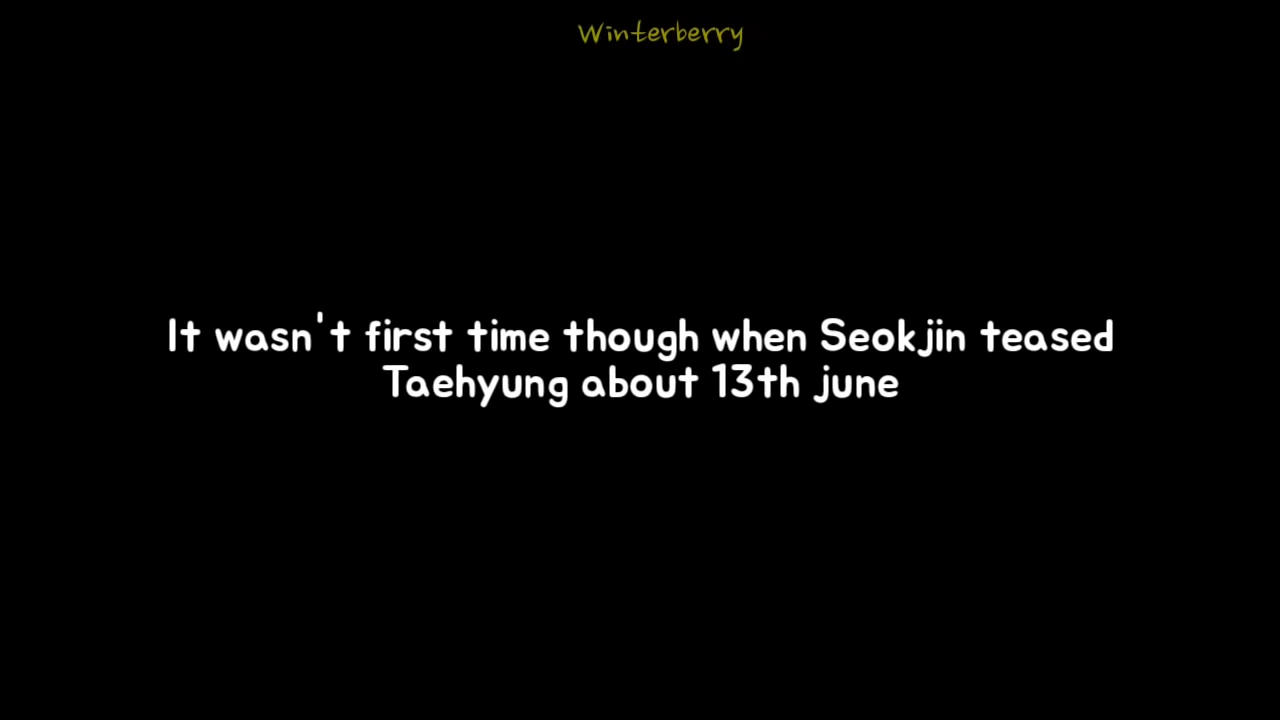 Winterberry
It wasn't first time though when Seokjin teased
Taehyung about 13th june